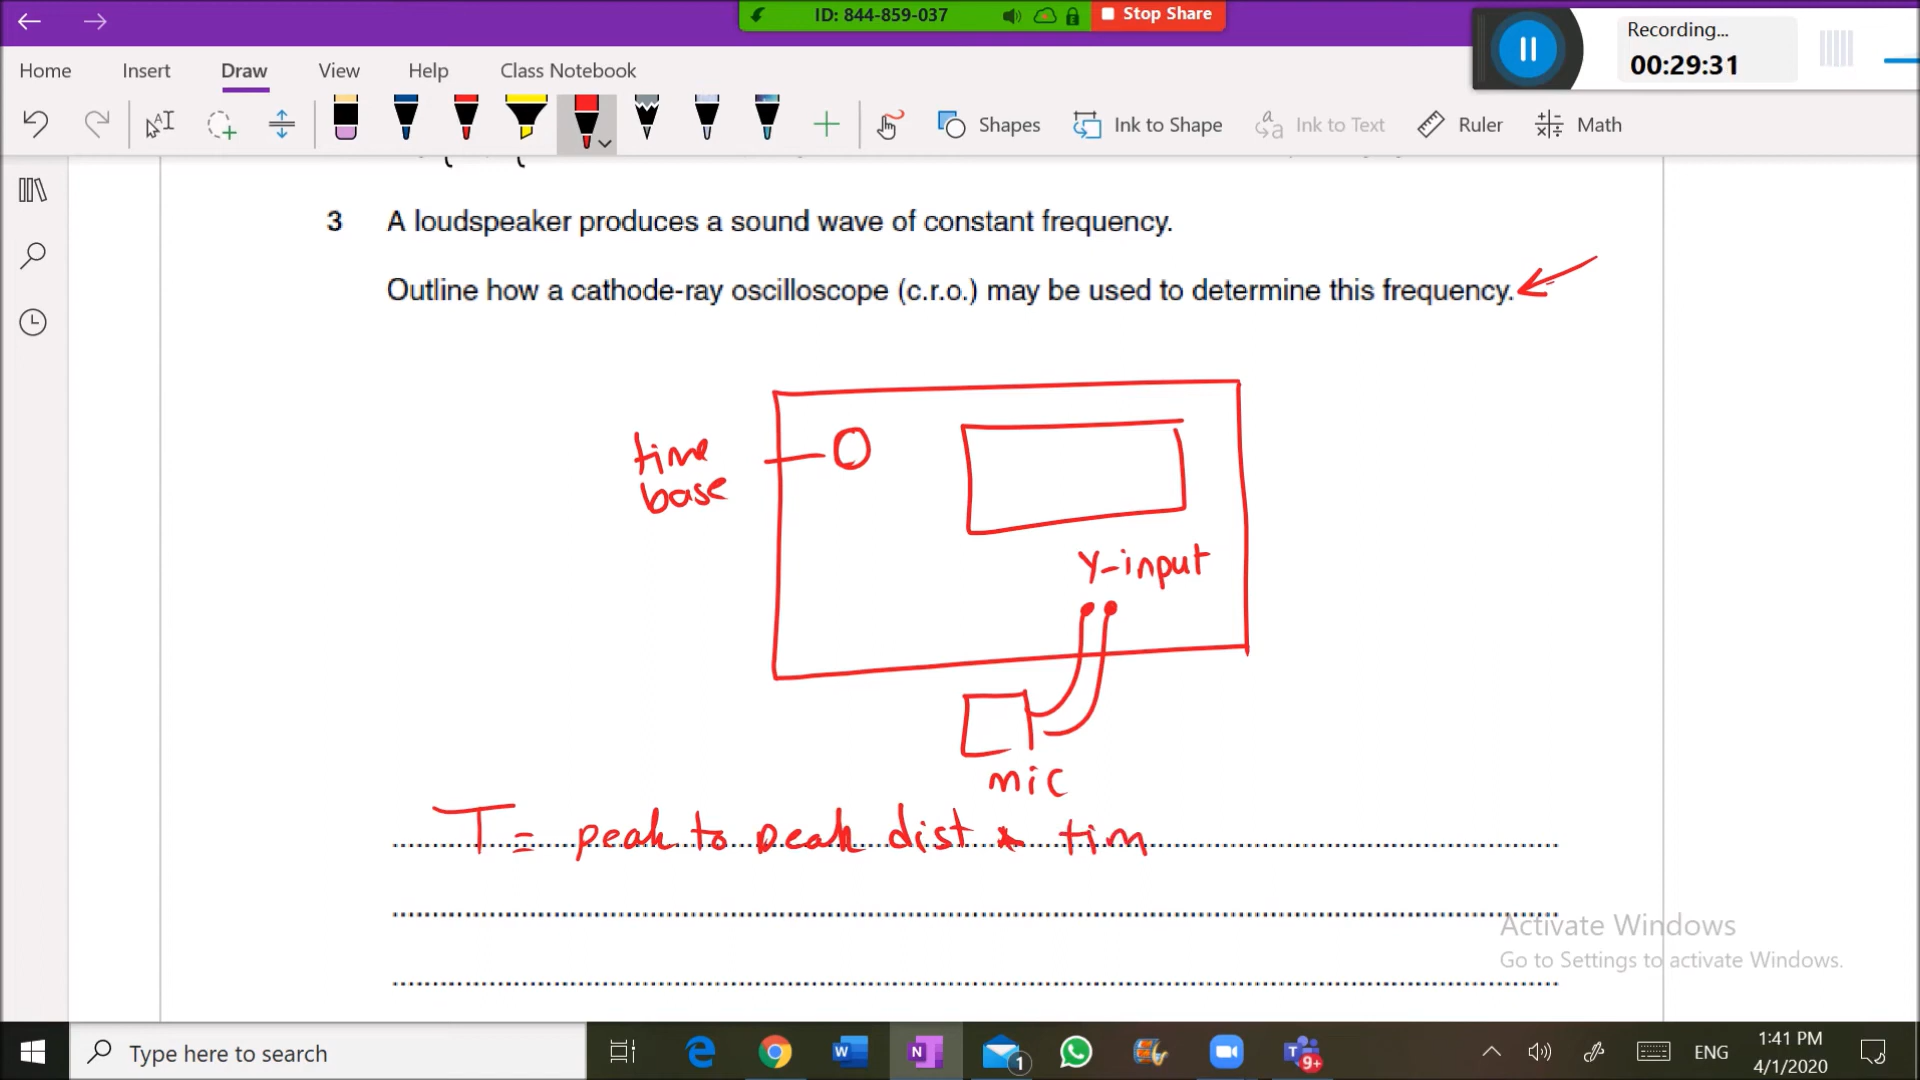 ID: 844-859-037
Stop Share
Recording...
00:29:31
Home Insert Draw View Help Class Notebook
Shapes Ink to Shape Ink to Text Ruler Math
3 A loudspeaker produces a sound wave of constant frequency.
Outline how a cathode-ray oscilloscope (c.r.o.) may be used to determine this frequency.
time
base
Y-input
mic
T = peak to peak dist * tim
Activate Windows
Go to Settings to activate Windows.
Type here to search
1
9+
ENG
1:41 PM
4/1/2020